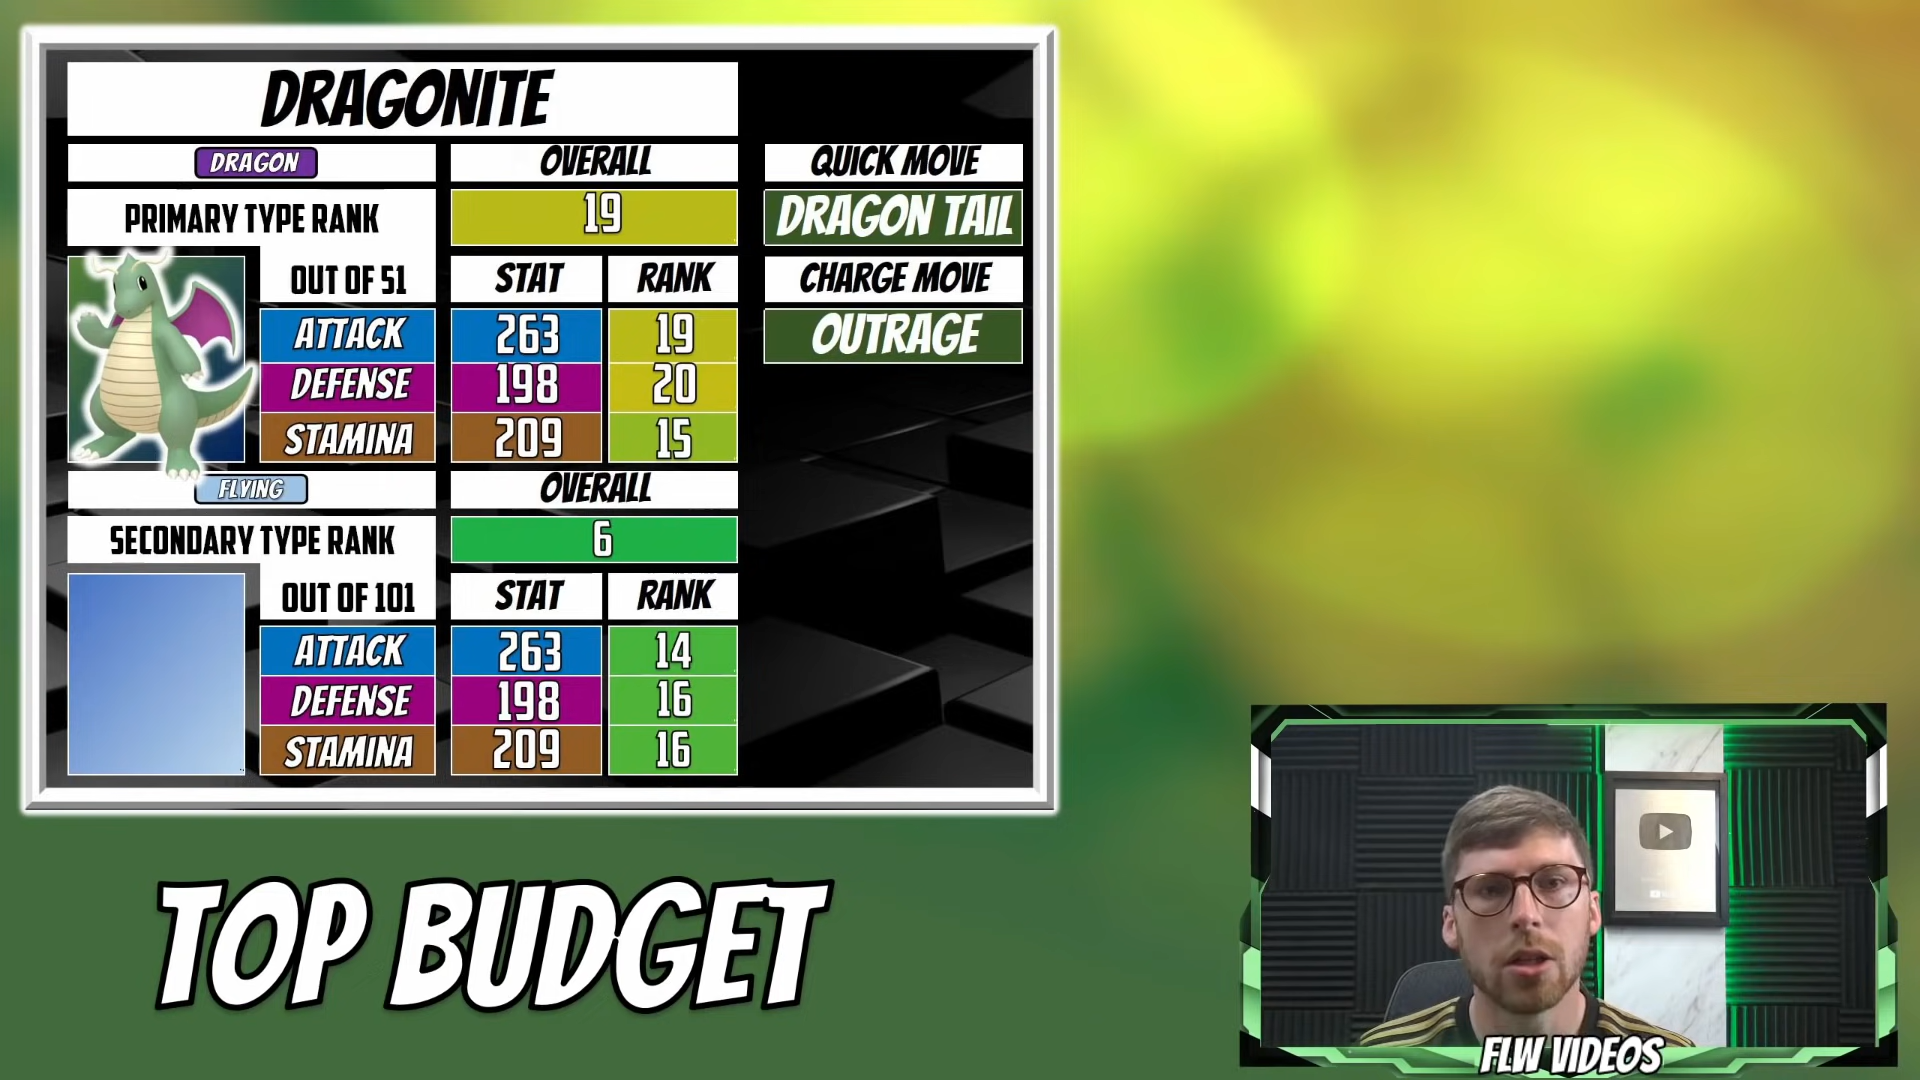 DRAGONITE
DRAGON
OVERALL
QUICK MOVE
PRIMARY TYPE RANK
19
DRAGON TAIL
OUT OF 51
STAT
RANK
CHARGE MOVE
ATTACK
263
19
OUTRAGE
DEFENSE
198
20
STAMINA
209
15
FLYING
OVERALL
SECONDARY TYPE RANK
6
OUT OF 101
STAT
RANK
ATTACK
263
14
DEFENSE
198
16
STAMINA
209
16
TOP BUDGET
FLW VIDEOS